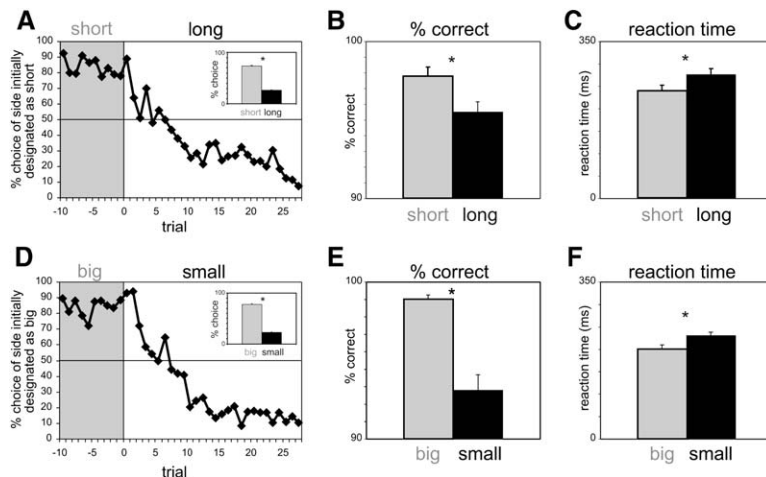 A
short
long
% choice of side initially
designated as short
100
90
80
70
60
50
40
30
20
10
0
-10 -5 0 5 10 15 20 25
trial
% choice
100
0
*
short long
B
% correct
% correct
100
90
*
short long
C
reaction time
reaction time (ms)
350
0
*
short long
D
big
small
% choice of side initially
designated as big
100
90
80
70
60
50
40
30
20
10
0
-10 -5 0 5 10 15 20 25
trial
% choice
100
0
*
big small
E
% correct
% correct
100
90
*
big small
F
reaction time
reaction time (ms)
350
0
*
big small